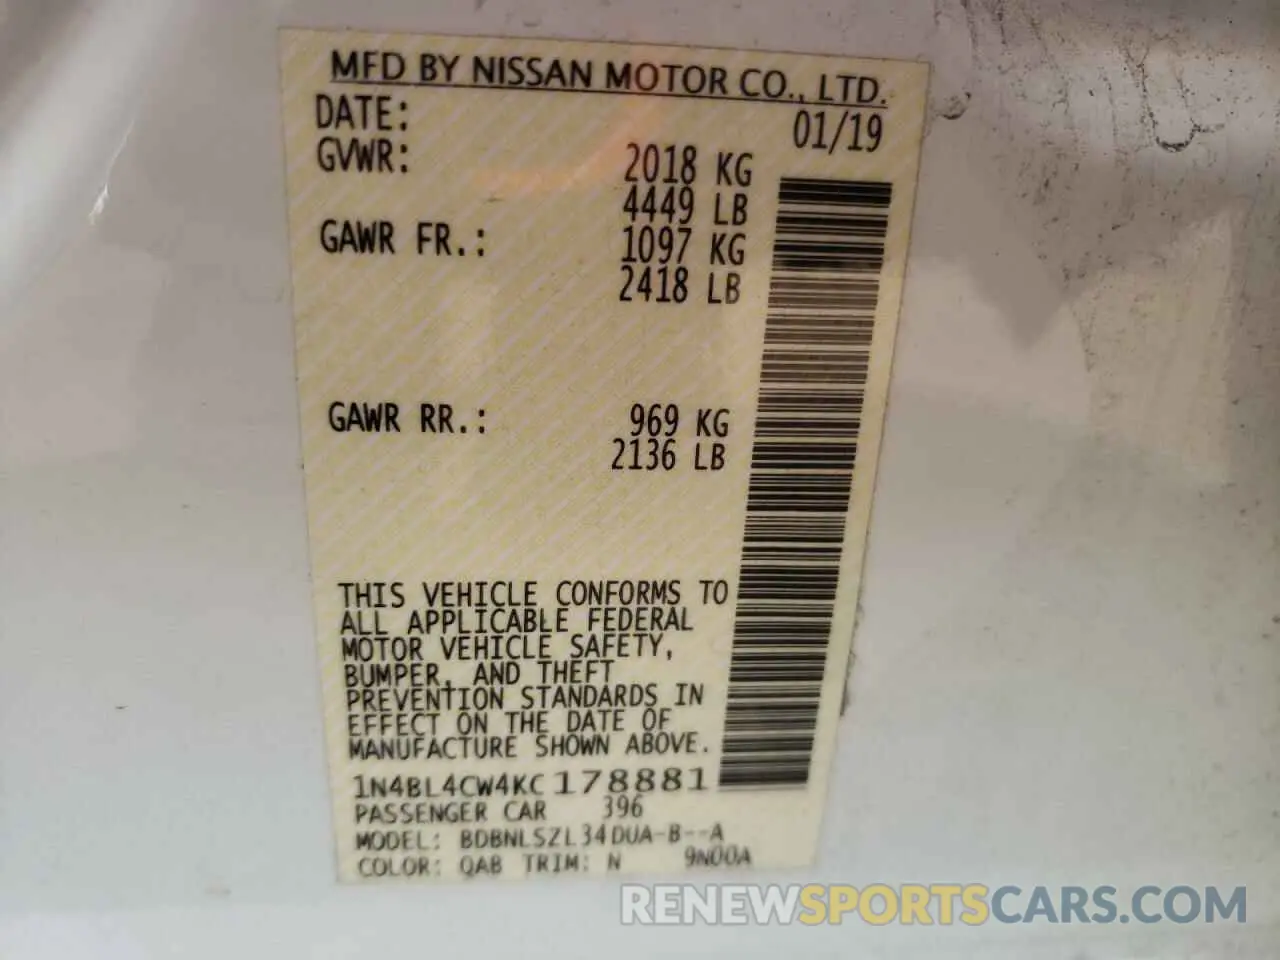 MFD BY NISSAN MOTOR CO., LTD.
DATE: 01/19
GVWR: 2018 KG
4449 LB
GAWR FR.: 1097 KG
2418 LB
GAWR RR.: 969 KG
2136 LB
THIS VEHICLE CONFORMS TO
ALL APPLICABLE FEDERAL
MOTOR VEHICLE SAFETY,
BUMPER, AND THEFT
PREVENTION STANDARDS IN
EFFECT ON THE DATE OF
MANUFACTURE SHOWN ABOVE.
1N4BL4CW4KC178881
PASSENGER CAR 396
MODEL: BDBNLSZL34DUA-B--A
COLOR: QAB TRIM: N 9N00A
RENEWSPORTSCARS.COM